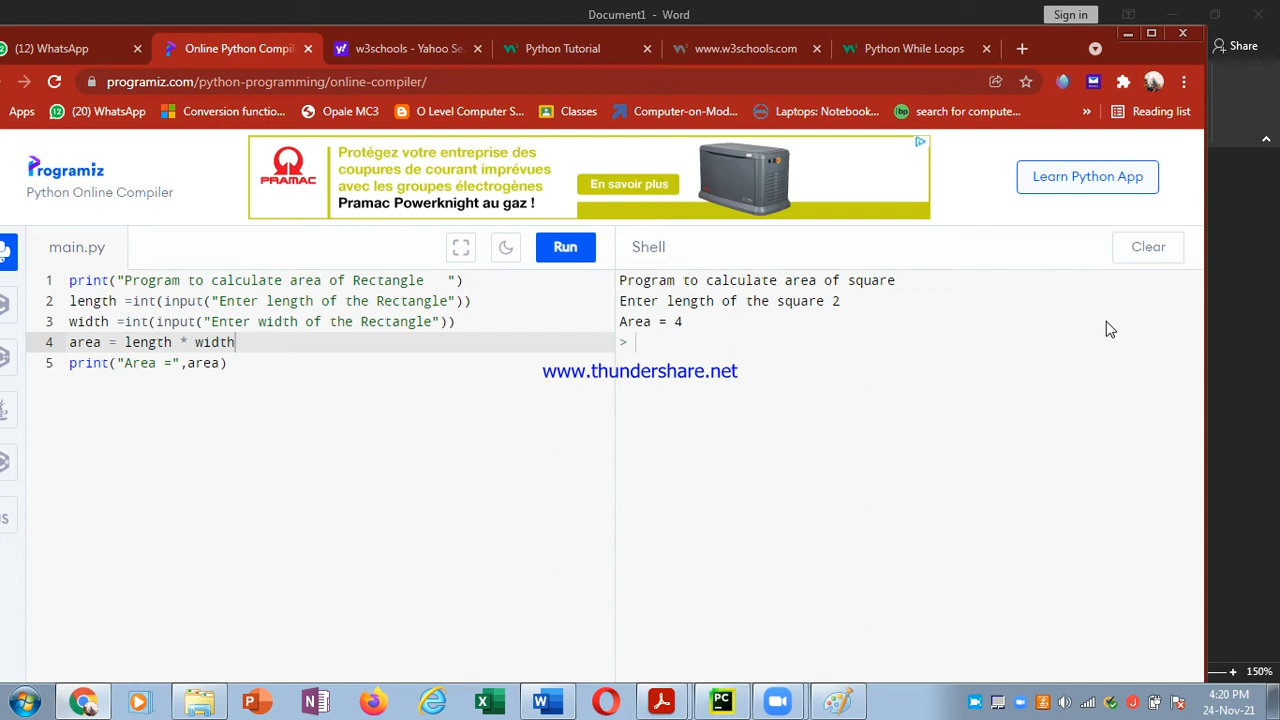 Document1 - Word
Sign in
Share
(12) WhatsApp
Online Python Compil
w3schools - Yahoo Se
Python Tutorial
www.w3schools.com
Python While Loops
programiz.com/python-programming/online-compiler/
Apps
(20) WhatsApp
Conversion functio...
Opale MC3
O Level Computer S...
Classes
Computer-on-Mod...
Laptops: Notebook...
search for compute...
»
Reading list
Programiz
Python Online Compiler
PRAMAC
Protégez votre entreprise des
coupures de courant imprévues
avec les groupes électrogènes
Pramac Powerknight au gaz !
En savoir plus
Learn Python App
main.py
Run
Shell
Clear
1 print("Program to calculate area of Rectangle   ")
2 length =int(input("Enter length of the Rectangle"))
3 width =int(input("Enter width of the Rectangle"))
4 area = length * width
5 print("Area =",area)
Program to calculate area of square
Enter length of the square 2
Area = 4
>
www.thundershare.net
JS
150%
4:20 PM
24-Nov-21